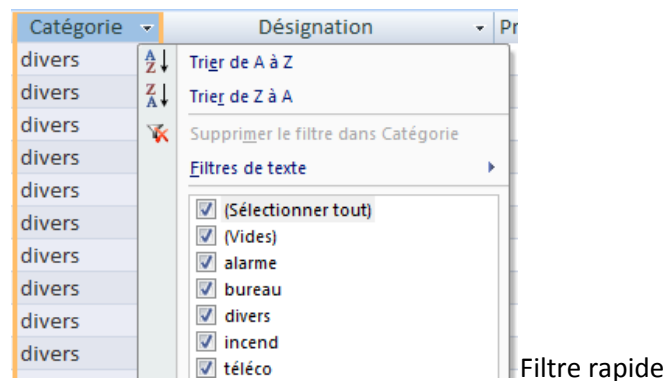 Catégorie
Désignation
Pr
divers
divers
divers
divers
divers
divers
divers
divers
divers
divers
Trier de A à Z
Trier de Z à A
Supprimer le filtre dans Catégorie
Filtres de texte
(Sélectionner tout)
(Vides)
alarme
bureau
divers
incend
téléco
Filtre rapide